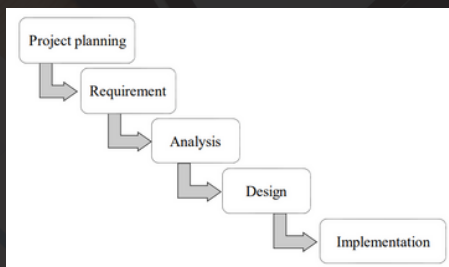 Project planning
Requirement
Analysis
Design
Implementation